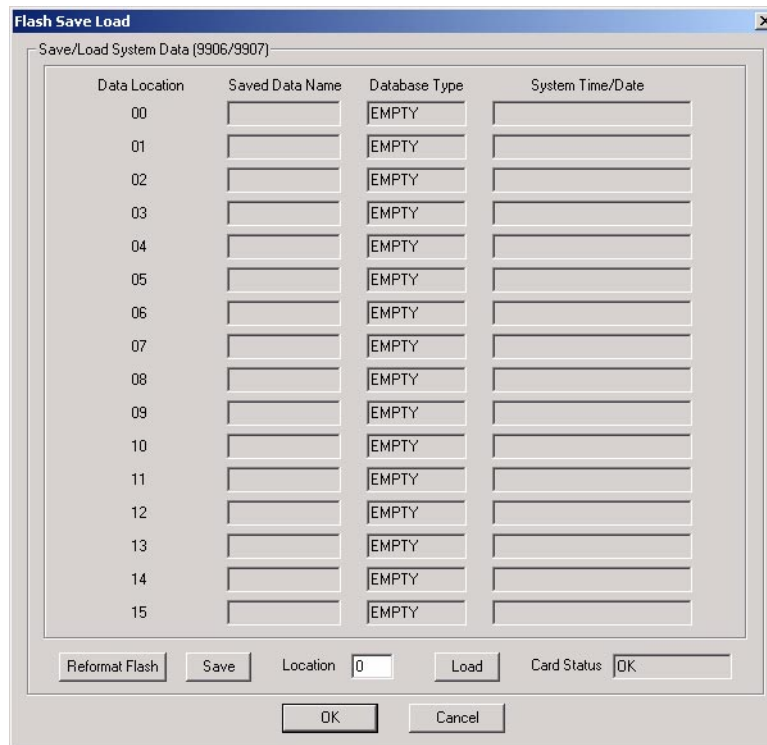 Flash Save Load
Save/Load System Data (9906/9907)
Data Location Saved Data Name Database Type System Time/Date
00 EMPTY
01 EMPTY
02 EMPTY
03 EMPTY
04 EMPTY
05 EMPTY
06 EMPTY
07 EMPTY
08 EMPTY
09 EMPTY
10 EMPTY
11 EMPTY
12 EMPTY
13 EMPTY
14 EMPTY
15 EMPTY
Reformat Flash Save Location 0 Load Card Status OK
OK Cancel